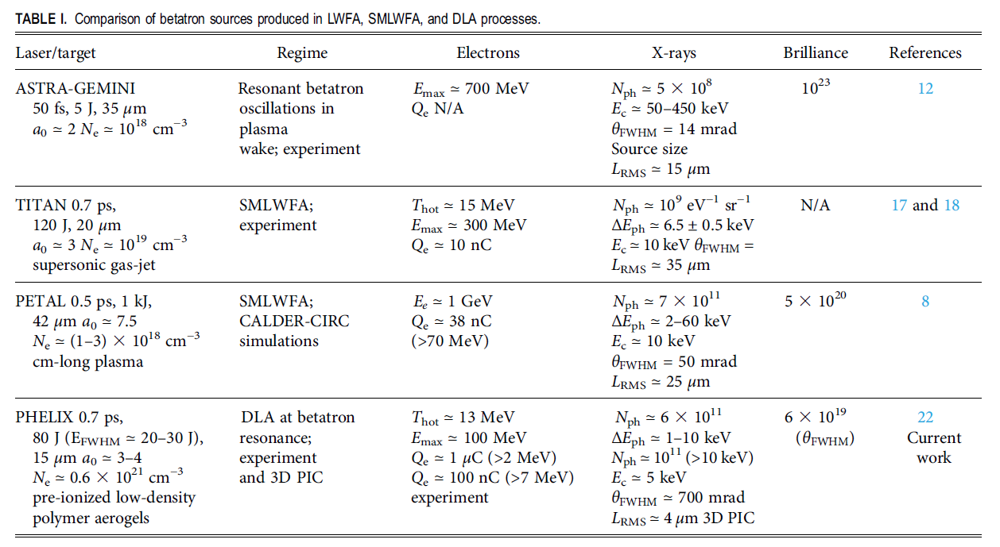 TABLE I. Comparison of betatron sources produced in LWFA, SMLWFA, and DLA processes.
Laser/target Regime Electrons X-rays Brilliance References
ASTRA-GEMINI Resonant betatron E_max ≃ 700 MeV N_ph ≃ 5 × 10^8 10^23 12
50 fs, 5 J, 35 μm oscillations in Q_e N/A E_c ≃ 50–450 keV
a_0 ≃ 2 N_e ≃ 10^18 cm^−3 plasma θ_FWHM = 14 mrad
wake; experiment Source size
L_RMS ≃ 15 μm
TITAN 0.7 ps, SMLWFA; T_hot ≃ 15 MeV N_ph ≃ 10^9 eV^−1 sr^−1 N/A 17 and 18
120 J, 20 μm experiment E_max ≃ 300 MeV ΔE_ph ≃ 6.5 ± 0.5 keV
a_0 ≃ 3 N_e ≃ 10^19 cm^−3 Q_e ≃ 10 nC E_c ≃ 10 keV θ_FWHM =
supersonic gas-jet L_RMS ≃ 35 μm
PETAL 0.5 ps, 1 kJ, SMLWFA; E_e ≃ 1 GeV N_ph ≃ 7 × 10^11 5 × 10^20 8
42 μm a_0 ≃ 7.5 CALDER-CIRC Q_e ≃ 38 nC ΔE_ph ≃ 2–60 keV
N_e ≃ (1–3) × 10^18 cm^−3 simulations (>70 MeV) E_c ≃ 10 keV
cm-long plasma θ_FWHM = 50 mrad
L_RMS ≃ 25 μm
PHELIX 0.7 ps, DLA at betatron T_hot ≃ 13 MeV N_ph ≃ 6 × 10^11 6 × 10^19 22
80 J (E_FWHM ≃ 20–30 J), resonance; E_max ≃ 100 MeV ΔE_ph ≃ 1–10 keV (θ_FWHM) Current
15 μm a_0 ≃ 3–4 experiment Q_e ≃ 1 μC (>2 MeV) N_ph ≃ 10^11 (>10 keV) work
N_e ≃ 0.6 × 10^21 cm^−3 and 3D PIC Q_e ≃ 100 nC (>7 MeV) E_c ≃ 5 keV
pre-ionized low-density experiment θ_FWHM ≃ 700 mrad
polymer aerogels L_RMS ≃ 4 μm 3D PIC